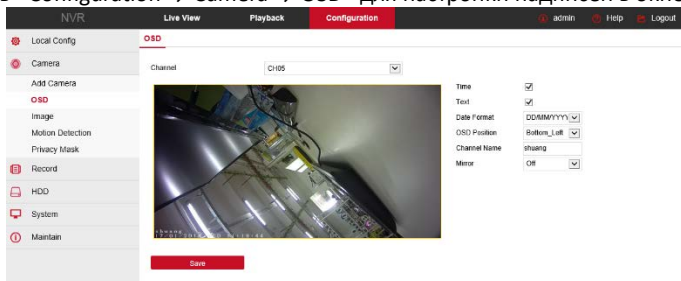 Configuration → Camera → OSD для настройки надписей в окне
NVR Live View Playback Configuration admin Help Logout
Local Config
OSD
Camera
Channel CH05
Add Camera
OSD
Image
Motion Detection
Privacy Mask
Record
HDD
System
Maintain
Time
Text
Date Format DD/MM/YYYY
OSD Position Bottom_Left
Channel Name shuang
Mirror Off
shuang
Save